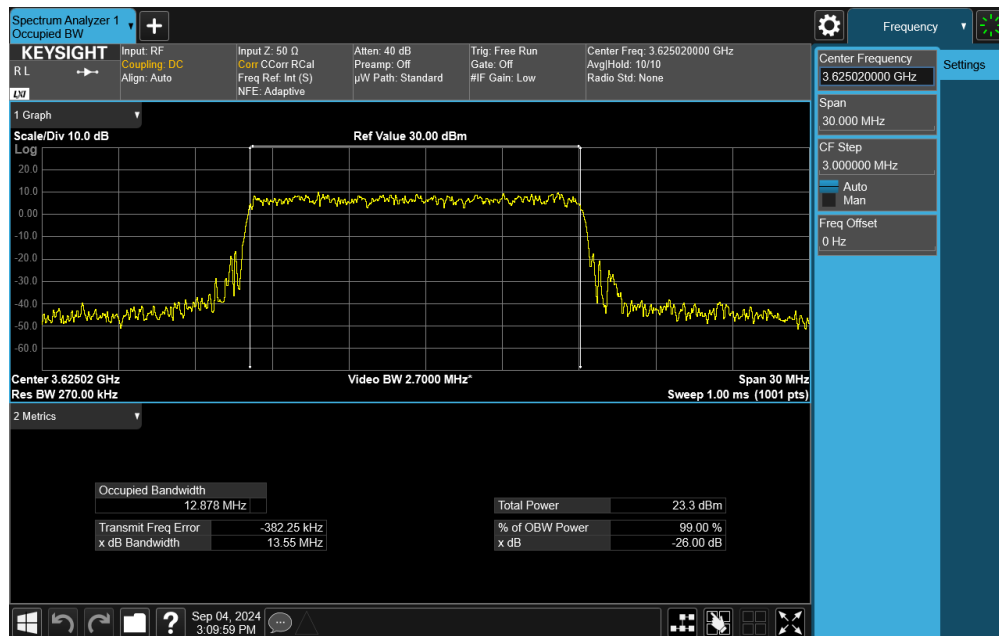 Spectrum Analyzer 1
Occupied BW
Frequency
KEYSIGHT
R L
LXI
Input: RF
Coupling: DC
Align: Auto
Input Z: 50 Ω
Corr CCorr RCal
Freq Ref: Int (S)
NFE: Adaptive
Atten: 40 dB
Preamp: Off
µW Path: Standard
Trig: Free Run
Gate: Off
#IF Gain: Low
Center Freq: 3.625020000 GHz
Avg|Hold: 10/10
Radio Std: None
Center Frequency
3.625020000 GHz
Settings
Span
30.000 MHz
CF Step
3.000000 MHz
Auto
Man
Freq Offset
0 Hz
1 Graph
Scale/Div 10.0 dB
Ref Value 30.00 dBm
Log
20.0
10.0
0.00
-10.0
-20.0
-30.0
-40.0
-50.0
-60.0
Center 3.62502 GHz
Video BW 2.7000 MHz*
Span 30 MHz
Res BW 270.00 kHz
Sweep 1.00 ms (1001 pts)
2 Metrics
Occupied Bandwidth
12.878 MHz
Total Power 23.3 dBm
Transmit Freq Error -382.25 kHz
% of OBW Power 99.00 %
x dB Bandwidth 13.55 MHz
x dB -26.00 dB
?
Sep 04, 2024
3:09:59 PM